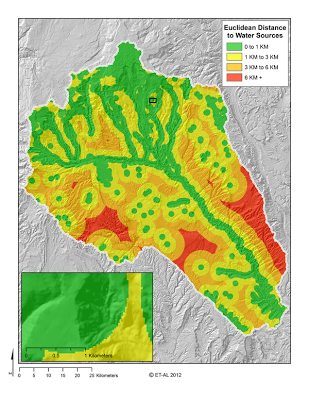 Euclidean Distance
to Water Sources
0 to 1 KM
1 KM to 3 KM
3 KM to 6 KM
6 KM +
0 0.5 1 Kilometers
0 5 10 15 20 25 Kilometers
© ET-AL 2012